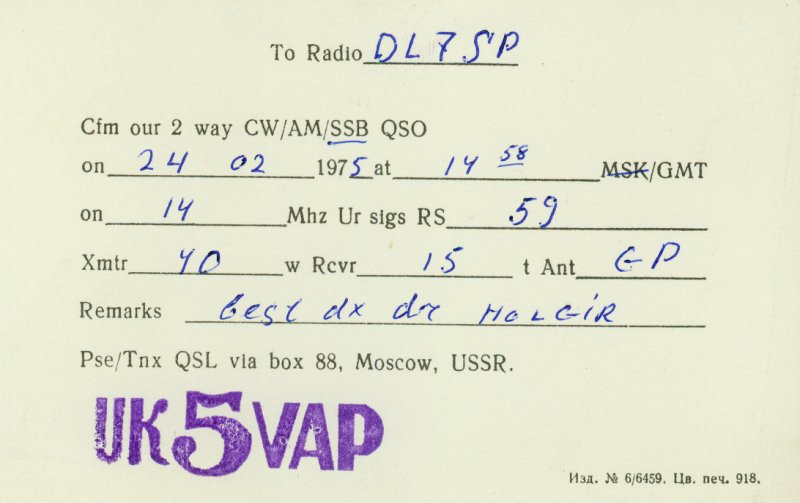 To Radio DL7SP
Cfm our 2 way CW/AM/SSB QSO
on 24 02 1975 at 14 58 MSK/GMT
on 14 Mhz Ur sigs RS 59
Xmtr 40 w Rcvr 15 t Ant GP
Remarks best dx dr HOLGIR
Pse/Tnx QSL via box 88, Moscow, USSR.
UK5VAP
Изд. № 6/6459. Цв. печ. 918.